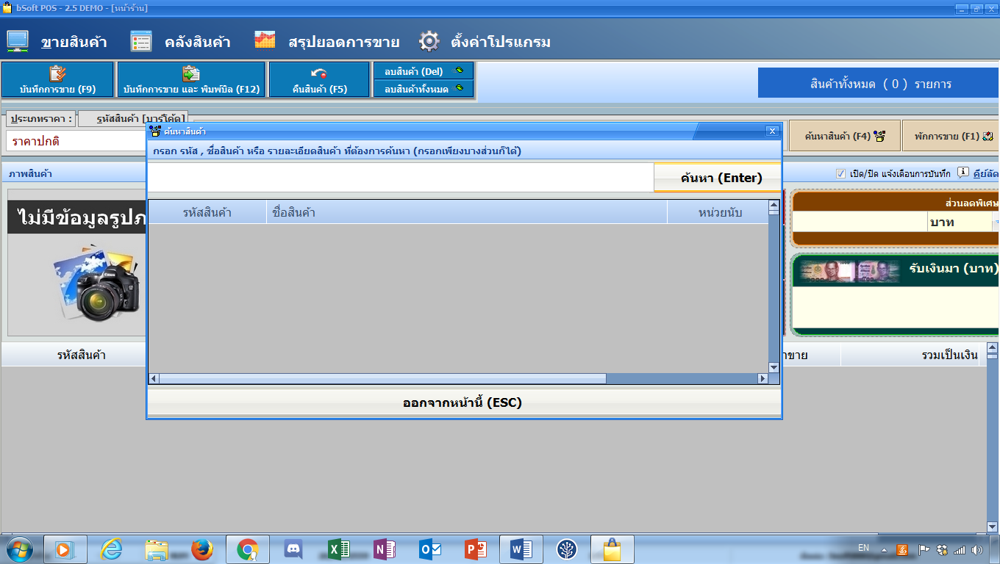 bSoft POS - 2.5 DEMO - [หน้าร้าน]
ขายสินค้า คลังสินค้า สรุปยอดการขาย ตั้งค่าโปรแกรม
บันทึกการขาย (F9) บันทึกการขาย และ พิมพ์บิล (F12) คืนสินค้า (F5) ลบสินค้า (Del)
ลบสินค้าทั้งหมด
สินค้าทั้งหมด ( 0 ) รายการ
ประเภทราคา : รหัสสินค้า [บาร์โค้ด]
ราคาปกติ
ค้นหาสินค้า (F4) พักการขาย (F1)
ค้นหาสินค้า
กรอก รหัส , ชื่อสินค้า หรือ รายละเอียดสินค้า ที่ต้องการค้นหา (กรอกเพียงบางส่วนก็ได้)
ค้นหา (Enter)
รหัสสินค้า ชื่อสินค้า หน่วยนับ
ออกจากหน้านี้ (ESC)
ภาพสินค้า
เปิด/ปิด แจ้งเตือนการบันทึก คีย์ลัด
ไม่มีข้อมูลรูปภ
ส่วนลดพิเศษ
บาท
รับเงินมา (บาท)
รหัสสินค้า
าขาย รวมเป็นเงิน
EN